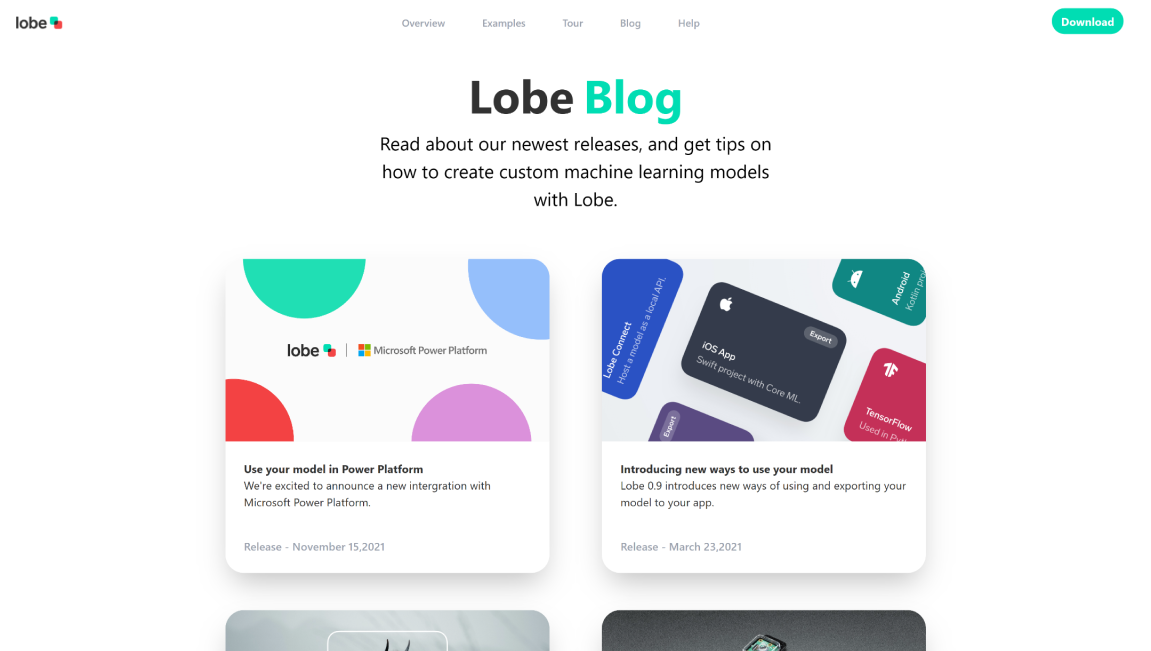 lobe
Overview
Examples
Tour
Blog
Help
Download
Lobe Blog
Read about our newest releases, and get tips on
how to create custom machine learning models
with Lobe.
lobe | Microsoft Power Platform
Use your model in Power Platform
We're excited to announce a new intergration with
Microsoft Power Platform.
Release - November 15,2021
Lobe Connect
Host a model as a local API.
Export
iOS App
Swift project with Core ML.
Android
Kotlin
TensorFlow
Used in
Export
Introducing new ways to use your model
Lobe 0.9 introduces new ways of using and exporting your
model to your app.
Release - March 23,2021